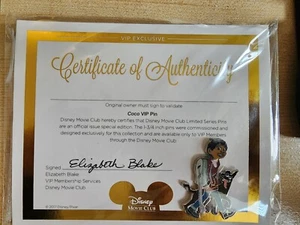 VIP EXCLUSIVE
Certificate of Authenticity
Original owner must sign to validate
Coco VIP Pin
Disney Movie Club hereby certifies that Disney Movie Club Limited Series Pins
are an official issue special edition. The 1-3/4 inch pins were commissioned and
designed exclusively for this collection and are available only to VIP Members
through the Disney Movie Club.
Signed Elizabeth Blake
Elizabeth Blake
VIP Membership Services
Disney Movie Club
Disney
MOVIE CLUB